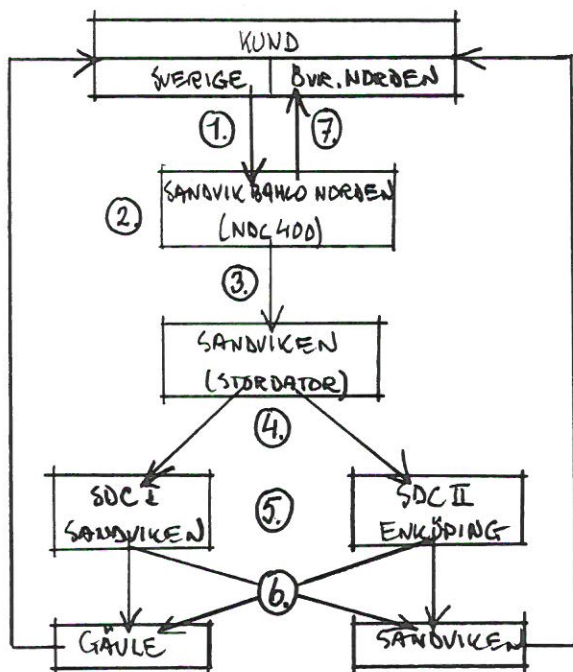 KUND
SVERIGE
ÖVR. NORDEN
1.
7.
2.
SANDVIK BAHCO NORDEN
(NDC 400)
3.
SANDVIKEN
(STORDATOR)
4.
SDC I
SANDVIKEN
5.
SDC II
ENKÖPING
6.
GÄVLE
SANDVIKEN